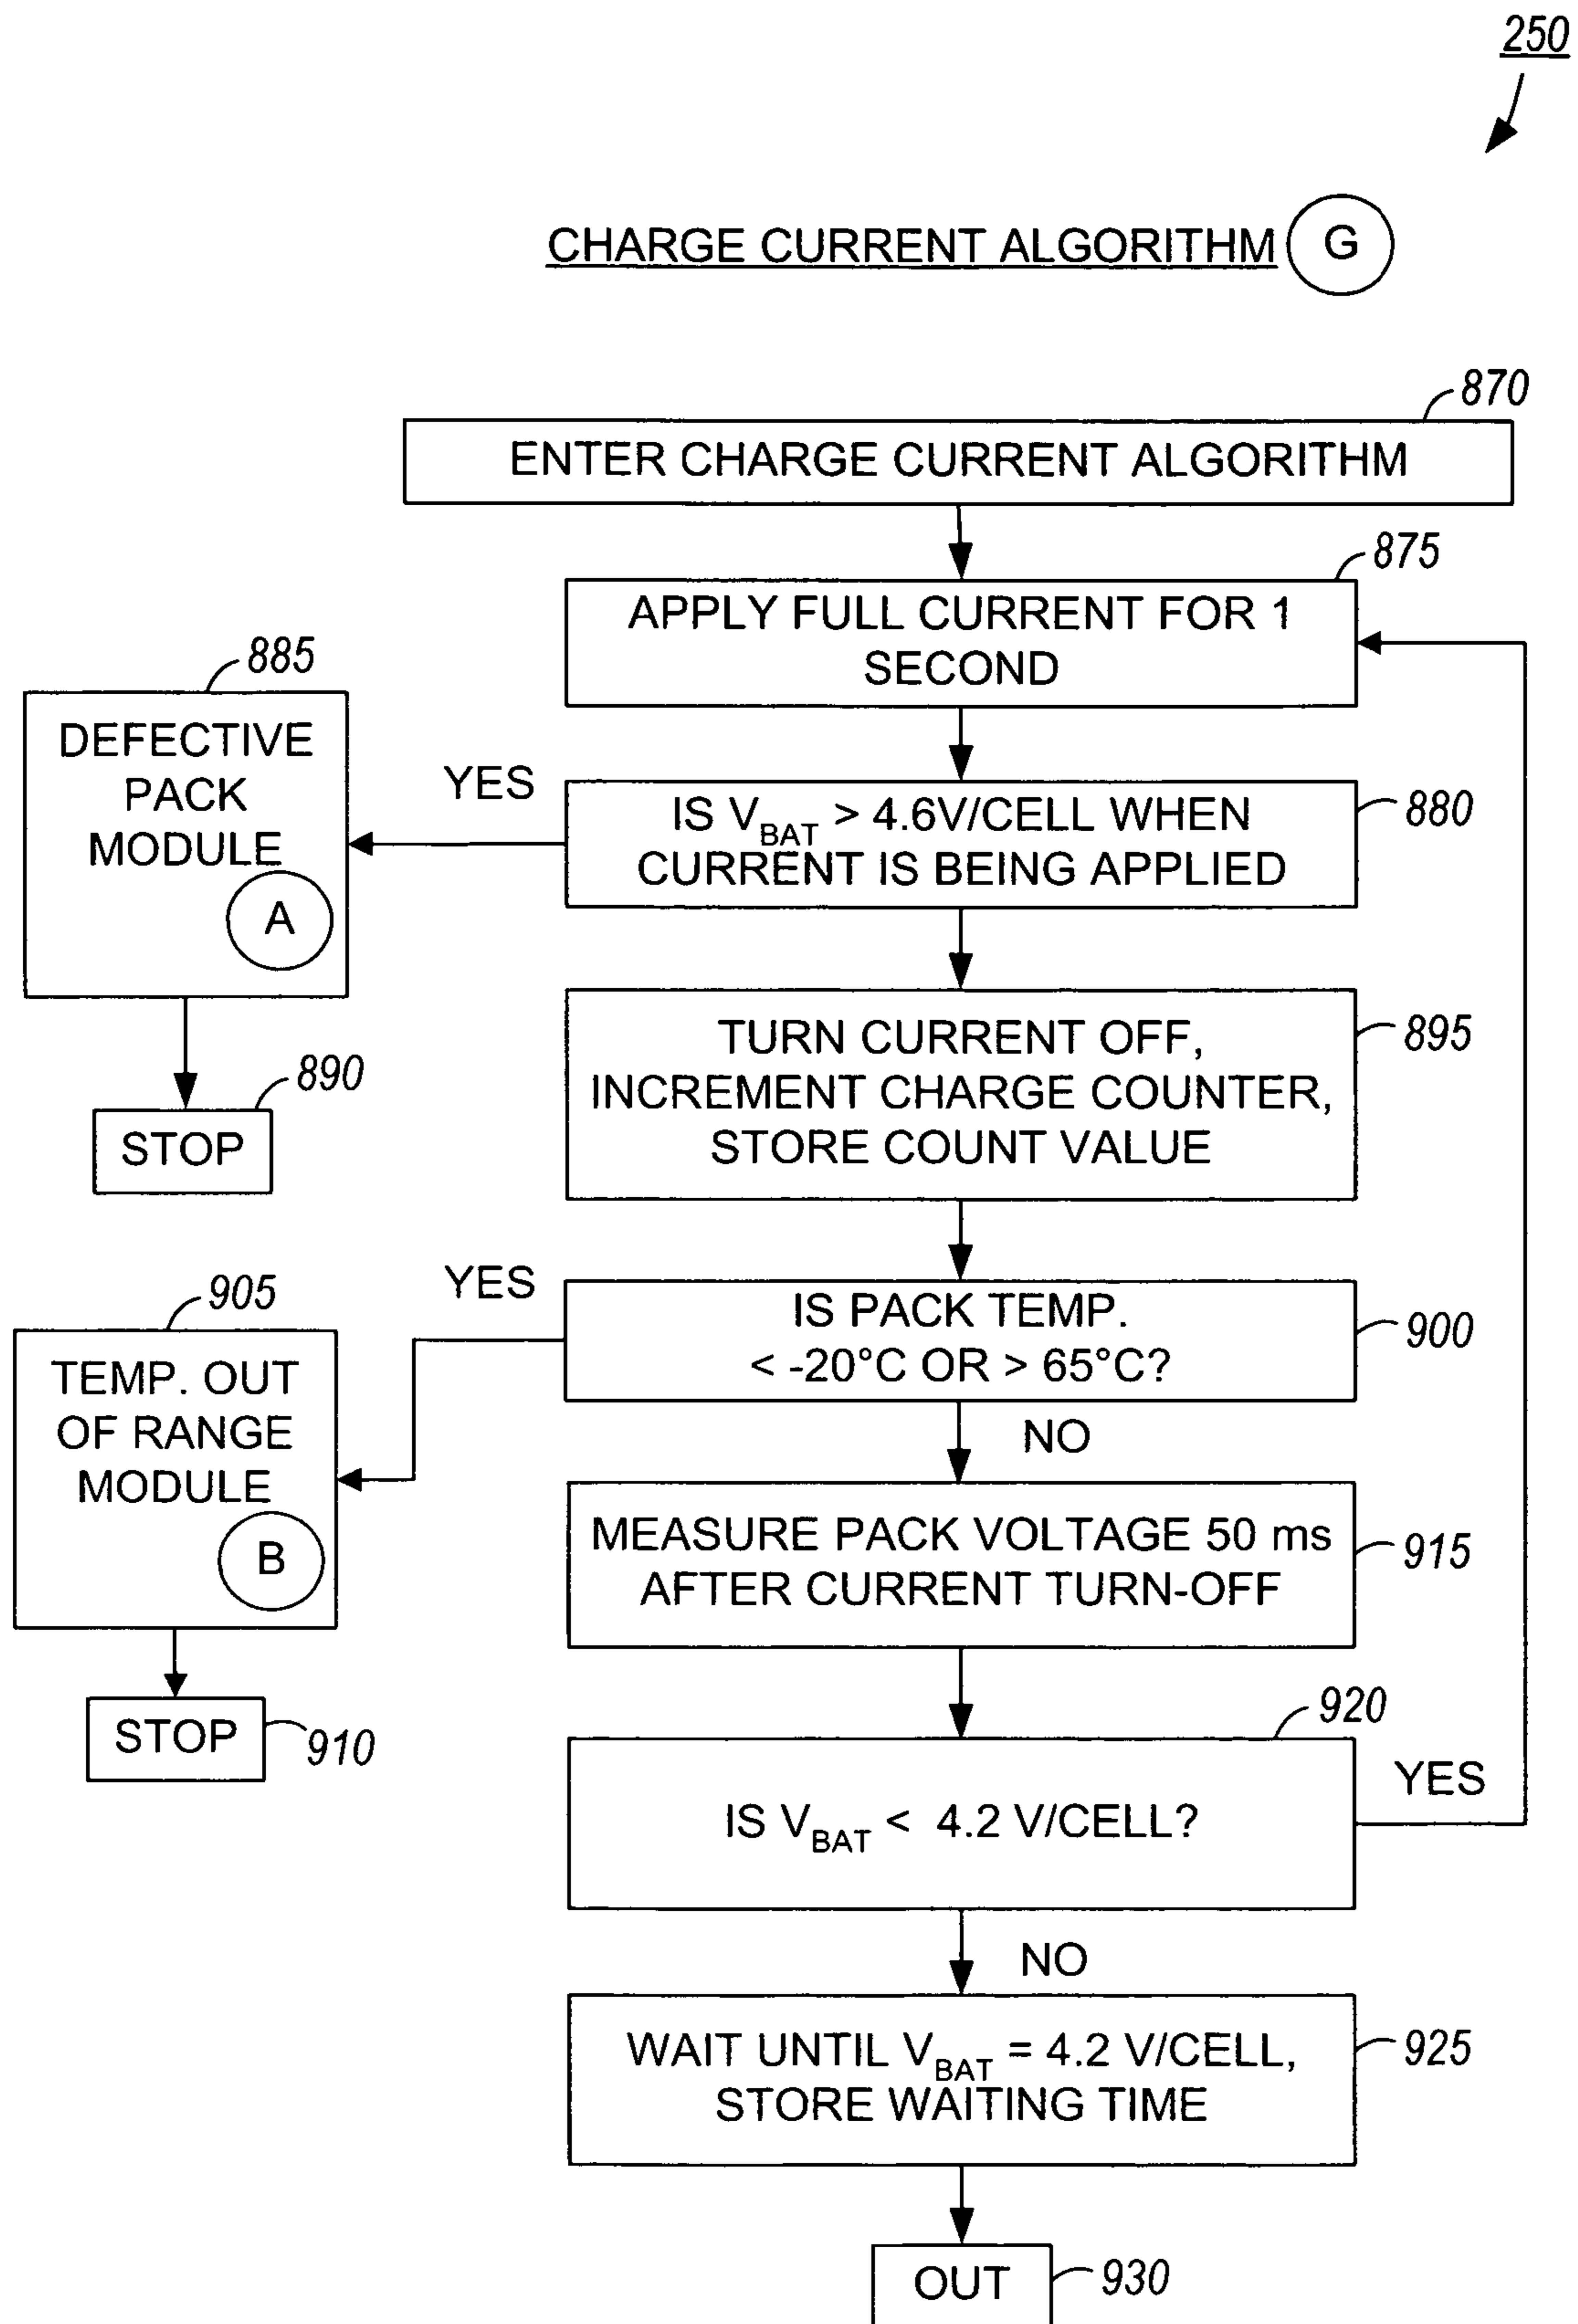 250
CHARGE CURRENT ALGORITHM G
870
ENTER CHARGE CURRENT ALGORITHM
875
APPLY FULL CURRENT FOR 1
SECOND
885
DEFECTIVE
PACK
MODULE
A
YES
880
IS VBAT > 4.6V/CELL WHEN
CURRENT IS BEING APPLIED
890
STOP
895
TURN CURRENT OFF,
INCREMENT CHARGE COUNTER,
STORE COUNT VALUE
YES
900
IS PACK TEMP.
< -20°C OR > 65°C?
905
TEMP. OUT
OF RANGE
MODULE
B
NO
915
MEASURE PACK VOLTAGE 50 ms
AFTER CURRENT TURN-OFF
STOP
910
920
IS VBAT < 4.2 V/CELL?
YES
NO
925
WAIT UNTIL VBAT = 4.2 V/CELL,
STORE WAITING TIME
OUT
930